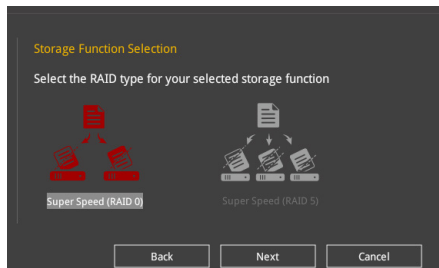 Storage Function Selection
Select the RAID type for your selected storage function
Super Speed (RAID 0)
Super Speed (RAID 5)
Back
Next
Cancel